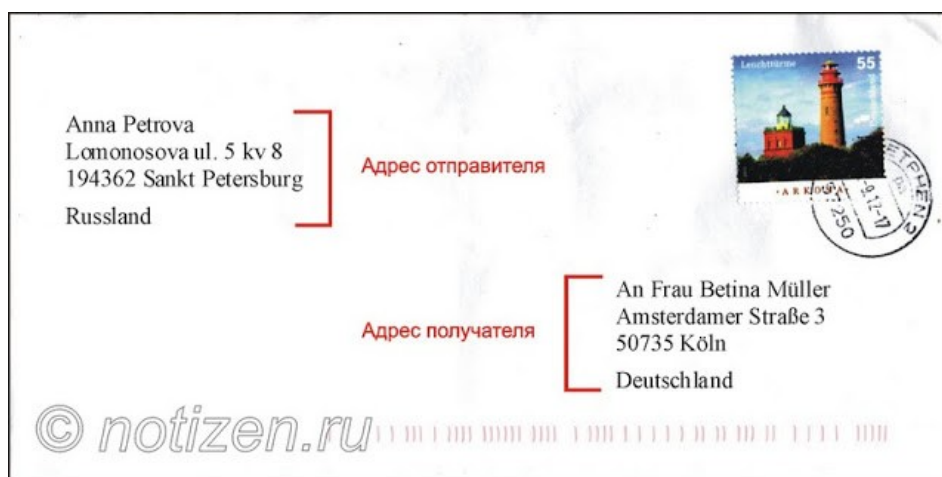 Leuchttürme 55
Anna Petrova
Lomonosova ul. 5 kv 8
194362 Sankt Petersburg
Russland
Адрес отправителя
·ARKONA·
An Frau Betina Müller
Amsterdamer Straße 3
50735 Köln
Deutschland
Адрес получателя
© notizen.ru